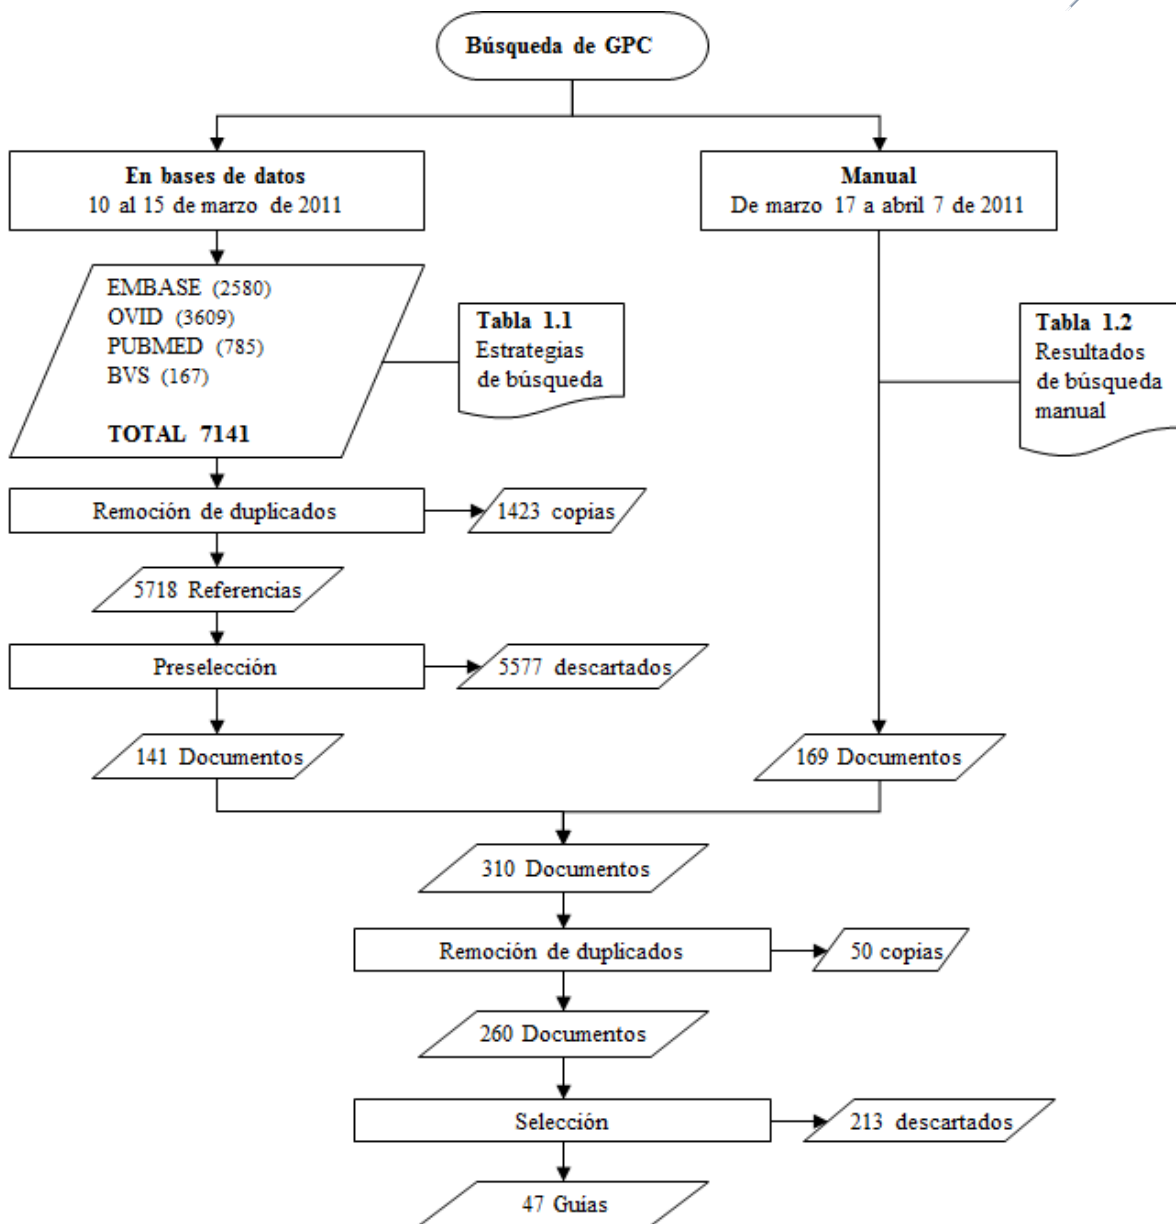 Búsqueda de GPC
En bases de datos
10 al 15 de marzo de 2011
Manual
De marzo 17 a abril 7 de 2011
EMBASE (2580)
OVID (3609)
PUBMED (785)
BVS (167)
TOTAL 7141
Tabla 1.1
Estrategias
de búsqueda
Tabla 1.2
Resultados
de búsqueda
manual
Remoción de duplicados
1423 copias
5718 Referencias
Preselección
5577 descartados
141 Documentos
169 Documentos
310 Documentos
Remoción de duplicados
50 copias
260 Documentos
Selección
213 descartados
47 Guías